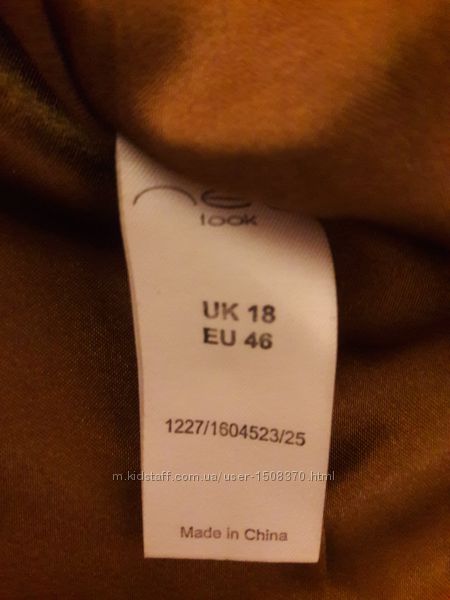 look
UK 18
EU 46
1227/1604523/25
m.kidstaff.com.ua/user-1508370.html
Made in China